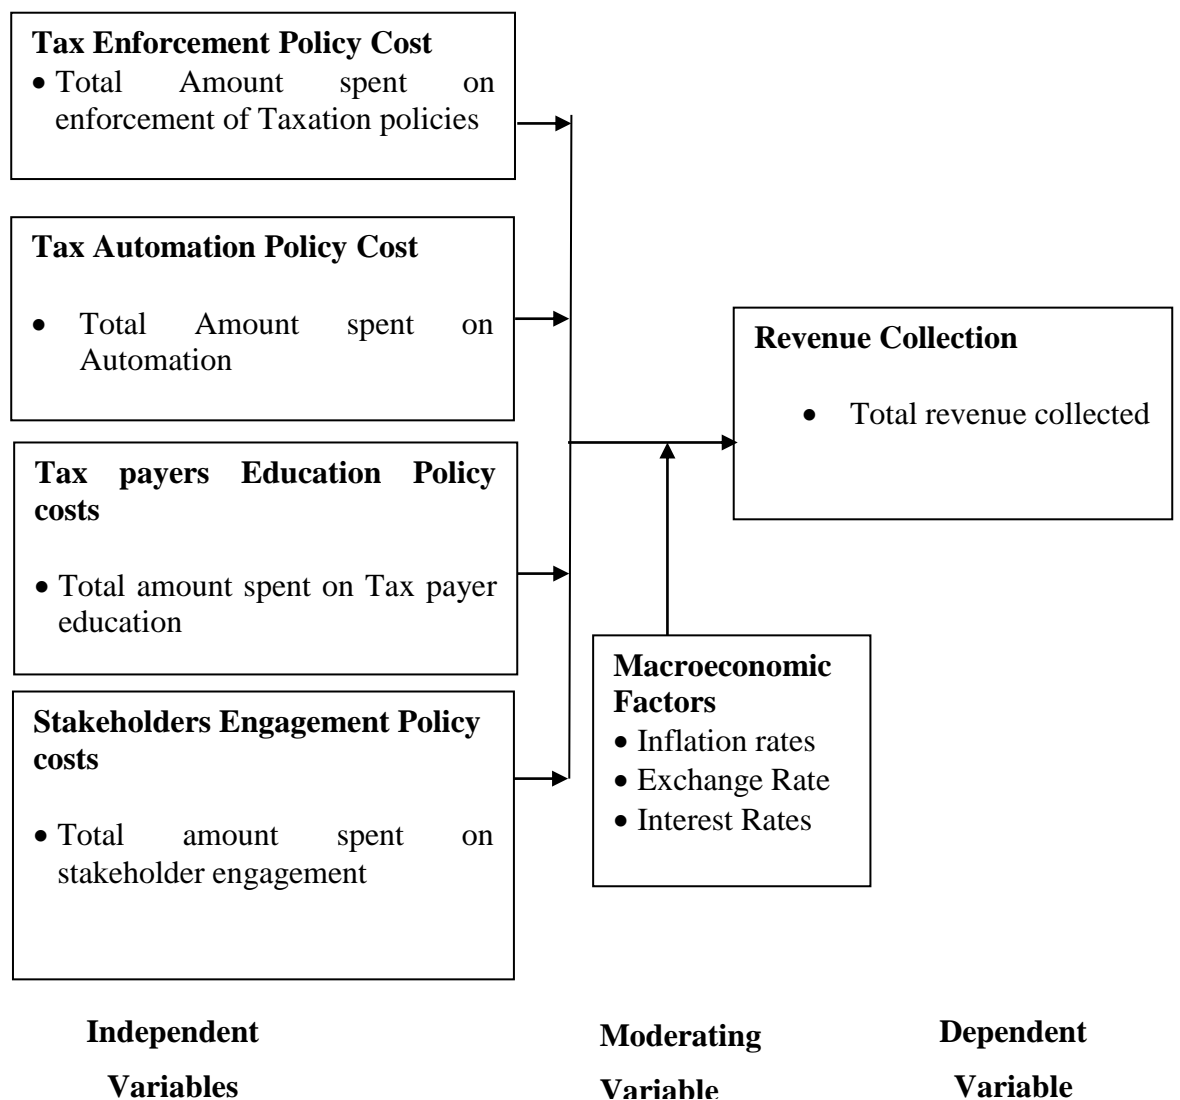 Tax Enforcement Policy Cost
• Total Amount spent on
enforcement of Taxation policies
Tax Automation Policy Cost
• Total Amount spent on
Automation
Tax payers Education Policy
costs
• Total amount spent on Tax payer
education
Stakeholders Engagement Policy
costs
• Total amount spent on
stakeholder engagement
Revenue Collection
• Total revenue collected
Macroeconomic
Factors
• Inflation rates
• Exchange Rate
• Interest Rates
Independent
Variables
Moderating
Variable
Dependent
Variable